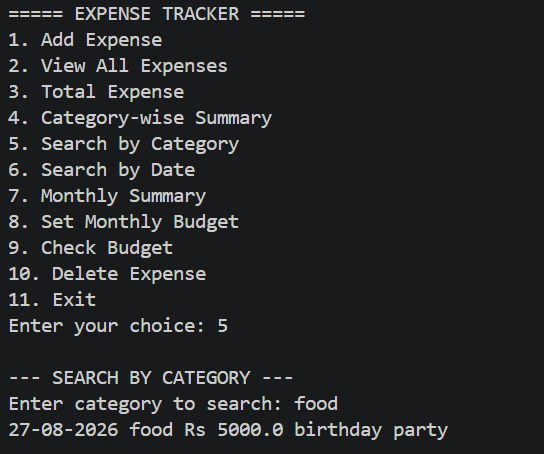 ===== EXPENSE TRACKER =====
1. Add Expense
2. View All Expenses
3. Total Expense
4. Category-wise Summary
5. Search by Category
6. Search by Date
7. Monthly Summary
8. Set Monthly Budget
9. Check Budget
10. Delete Expense
11. Exit
Enter your choice: 5

--- SEARCH BY CATEGORY ---
Enter category to search: food
27-08-2026 food Rs 5000.0 birthday party